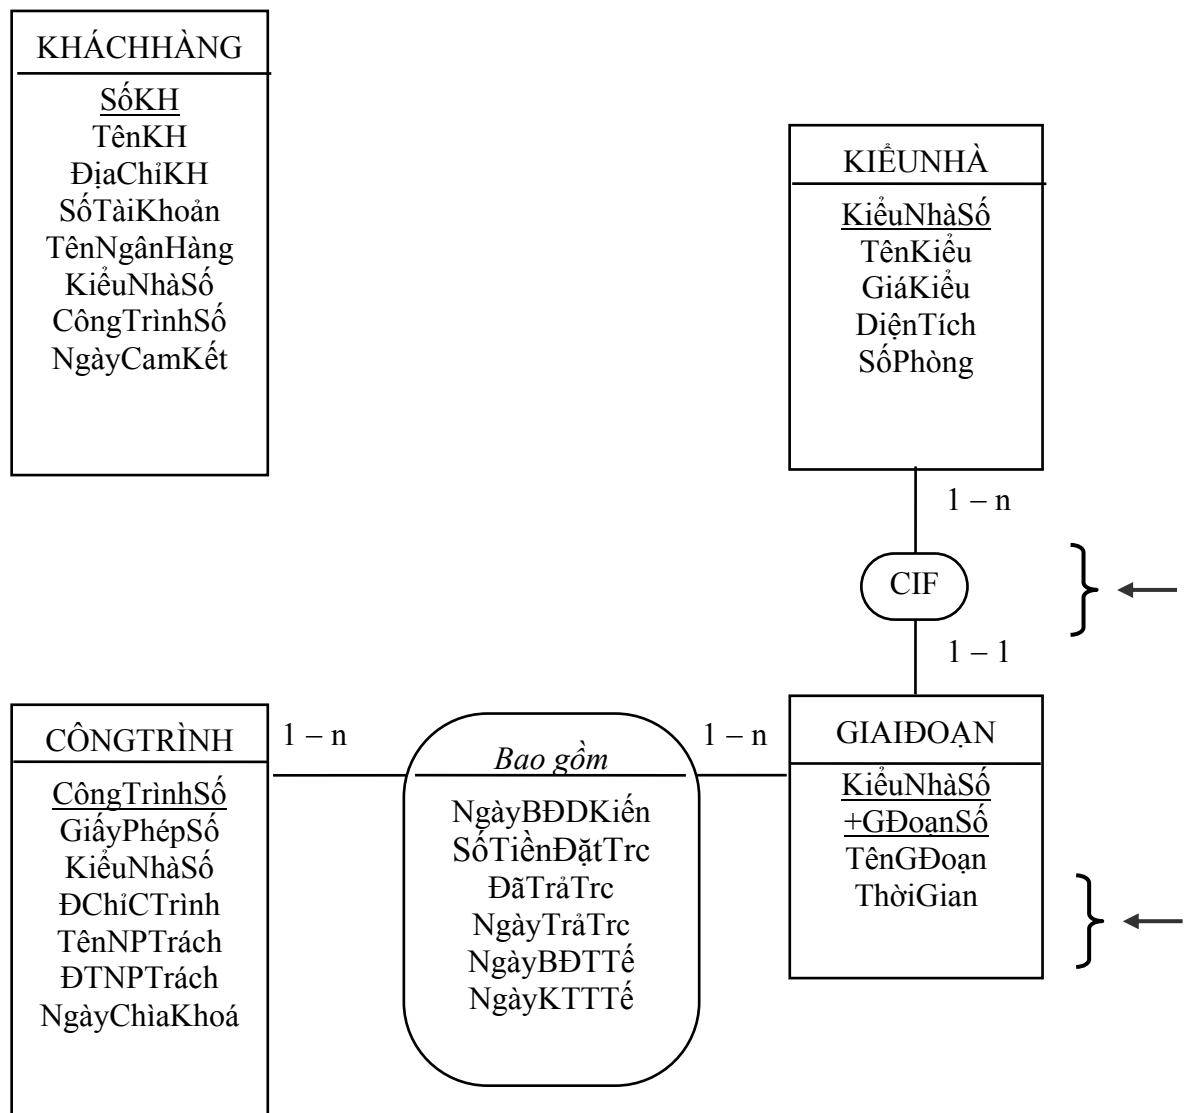 KHÁCHHÀNG
SốKH
TênKH
ĐịaChỉKH
SốTàiKhoản
TênNgânHàng
KiểuNhàSố
CôngTrìnhSố
NgàyCamKết
KIỂUNHÀ
KiểuNhàSố
TênKiểu
GiáKiểu
DiệnTích
SốPhòng
1 – n
CIF
1 – 1
CÔNGTRÌNH
CôngTrìnhSố
GiấyPhépSố
KiểuNhàSố
ĐChỉCTrình
TênNPTrách
ĐTNPTrách
NgàyChìaKhoá
1 – n
Bao gồm
NgàyBĐDKiến
SốTiềnĐặtTrc
ĐãTrảTrc
NgàyTrảTrc
NgàyBĐTTế
NgàyKTTTế
1 – n
GIAIĐOẠN
KiểuNhàSố
+GĐoạnSố
TênGĐoạn
ThờiGian